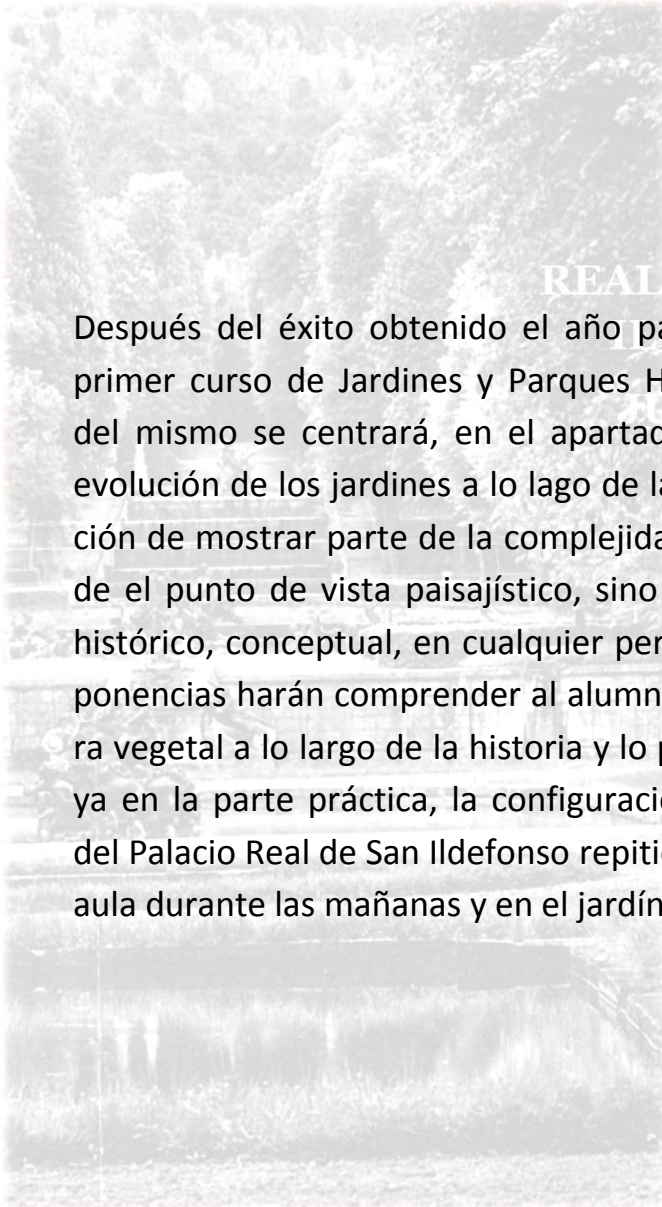 REAL
Después del éxito obtenido el año pa
primer curso de Jardines y Parques H
del mismo se centrará, en el apartad
evolución de los jardines a lo lago de la
ción de mostrar parte de la complejida
de el punto de vista paisajístico, sino
histórico, conceptual, en cualquier per
ponencias harán comprender al alumn
ra vegetal a lo largo de la historia y lo p
ya en la parte práctica, la configuració
del Palacio Real de San Ildefonso repitie
aula durante las mañanas y en el jardín